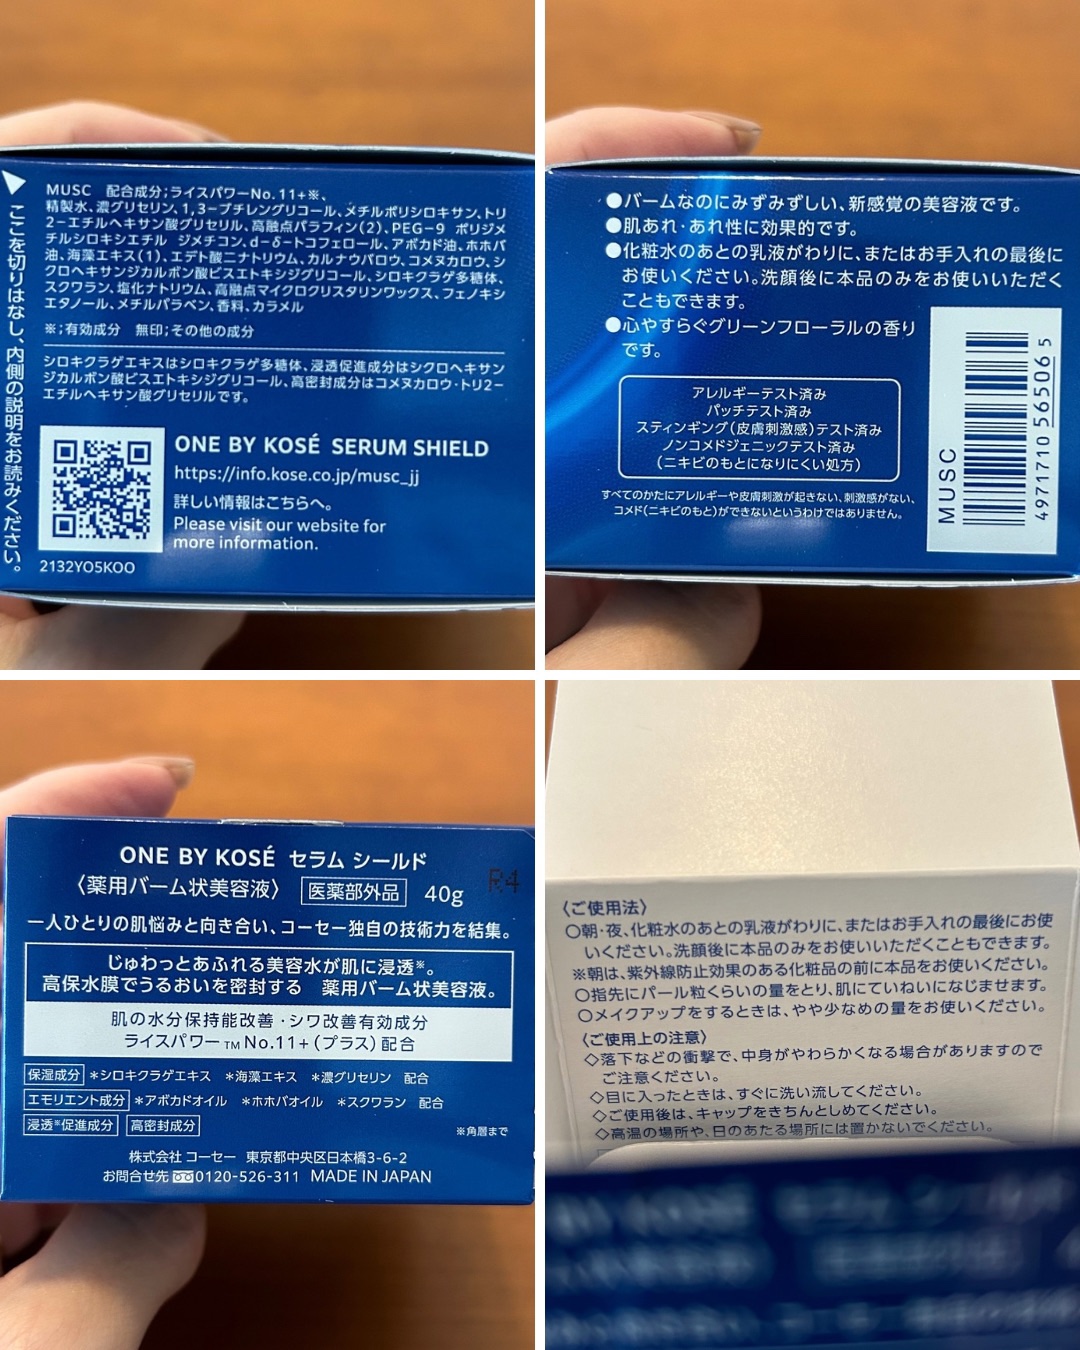 ここを切りはなし、内側の説明をお読みください。
MUSC 配合成分;ライスパワーNo.11+※、
精製水、濃グリセリン、1,3-ブチレングリコール、メチルポリシロキサン、トリ
2-エチルヘキサン酸グリセリル、高融点パラフィン(2)、PEG-9 ポリジメ
チルシロキシエチル ジメチコン、d-δ-トコフェロール、アボカド油、ホホバ
油、海藻エキス(1)、エデト酸二ナトリウム、カルナウバロウ、コメヌカロウ、シ
クロヘキサンジカルボン酸ビスエトキシジグリコール、シロキクラゲ多糖体、
スクワラン、塩化ナトリウム、高融点マイクロクリスタリンワックス、フェノキシ
エタノール、メチルパラベン、香料、カラメル
※;有効成分 無印;その他の成分
シロキクラゲエキスはシロキクラゲ多糖体、浸透促進成分はシクロヘキサン
ジカルボン酸ビスエトキシジグリコール、高密封成分はコメヌカロウ・トリ2-
エチルヘキサン酸グリセリルです。
ONE BY KOSÉ SERUM SHIELD
https://info.kose.co.jp/musc_jj
詳しい情報はこちらへ。
Please visit our website for
more information.
2132YO5KOO
●バームなのにみずみずしい、新感覚の美容液です。
●肌あれ・あれ性に効果的です。
●化粧水のあとの乳液がわりに、またはお手入れの最後に
お使いください。洗顔後に本品のみをお使いいただく
こともできます。
●心やすらぐグリーンフローラルの香り
です。
アレルギーテスト済み
パッチテスト済み
スティンギング(皮膚刺激感)テスト済み
ノンコメドジェニックテスト済み
(ニキビのもとになりにくい処方)
すべてのかたにアレルギーや皮膚刺激が起きない、刺激感がない、
コメド(ニキビのもと)ができないというわけではありません。
MUSC
4971710 56506 5
ONE BY KOSÉ セラム シールド
〈薬用バーム状美容液〉 医薬部外品 40g
R4
一人ひとりの肌悩みと向き合い、コーセー独自の技術力を結集。
じゅわっとあふれる美容水が肌に浸透※。
高保水膜でうるおいを密封する 薬用バーム状美容液。
肌の水分保持能改善・シワ改善有効成分
ライスパワーTM No.11+(プラス)配合
保湿成分 *シロキクラゲエキス *海藻エキス *濃グリセリン 配合
エモリエント成分 *アボカドオイル *ホホバオイル *スクワラン 配合
浸透※促進成分 高密封成分
※角層まで
株式会社 コーセー 東京都中央区日本橋3-6-2
お問合せ先 0120-526-311 MADE IN JAPAN
〈ご使用法〉
○朝・夜、化粧水のあとの乳液がわりに、またはお手入れの最後にお使
いください。洗顔後に本品のみをお使いいただくこともできます。
※朝は、紫外線防止効果のある化粧品の前に本品をお使いください。
○指先にパール粒くらいの量をとり、肌にていねいになじませます。
○メイクアップをするときは、やや少なめの量をお使いください。
〈ご使用上の注意〉
◇落下などの衝撃で、中身がやわらかくなる場合がありますので
ご注意ください。
◇目に入ったときは、すぐに洗い流してください。
◇ご使用後は、キャップをきちんとしめてください。
◇高温の場所や、日のあたる場所には置かないでください。